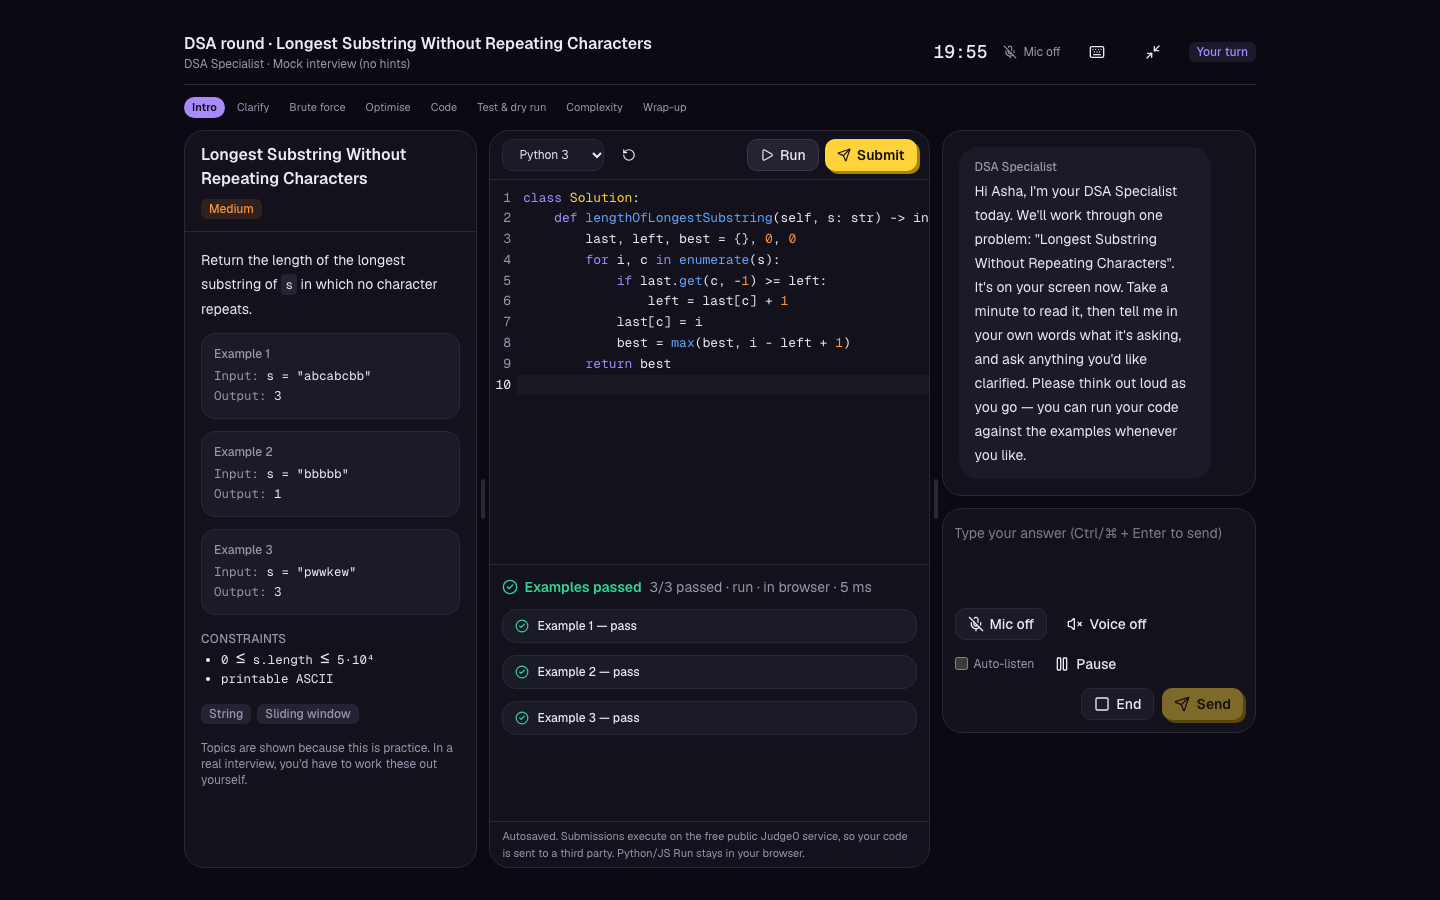 DSA round · Longest Substring Without Repeating Characters
DSA Specialist · Mock interview (no hints)
19:55
Mic off
Your turn
Intro
Clarify
Brute force
Optimise
Code
Test & dry run
Complexity
Wrap-up
Longest Substring Without
Repeating Characters
Medium
Return the length of the longest
substring of s in which no character
repeats.
Example 1
Input: s = "abcabcbb"
Output: 3
Example 2
Input: s = "bbbbb"
Output: 1
Example 3
Input: s = "pwwkew"
Output: 3
CONSTRAINTS
• 0 ≤ s.length ≤ 5·10⁴
• printable ASCII
String
Sliding window
Topics are shown because this is practice. In a
real interview, you'd have to work these out
yourself.
Python 3
Run
Submit
1 class Solution:
2     def lengthOfLongestSubstring(self, s: str) -> in
3         last, left, best = {}, 0, 0
4         for i, c in enumerate(s):
5             if last.get(c, -1) >= left:
6                 left = last[c] + 1
7             last[c] = i
8             best = max(best, i - left + 1)
9         return best
10
Examples passed 3/3 passed · run · in browser · 5 ms
Example 1 — pass
Example 2 — pass
Example 3 — pass
Autosaved. Submissions execute on the free public Judge0 service, so your code
is sent to a third party. Python/JS Run stays in your browser.
DSA Specialist
Hi Asha, I'm your DSA Specialist
today. We'll work through one
problem: "Longest Substring
Without Repeating Characters".
It's on your screen now. Take a
minute to read it, then tell me in
your own words what it's asking,
and ask anything you'd like
clarified. Please think out loud as
you go — you can run your code
against the examples whenever
you like.
Type your answer (Ctrl/⌘ + Enter to send)
Mic off
Voice off
Auto-listen
Pause
End
Send